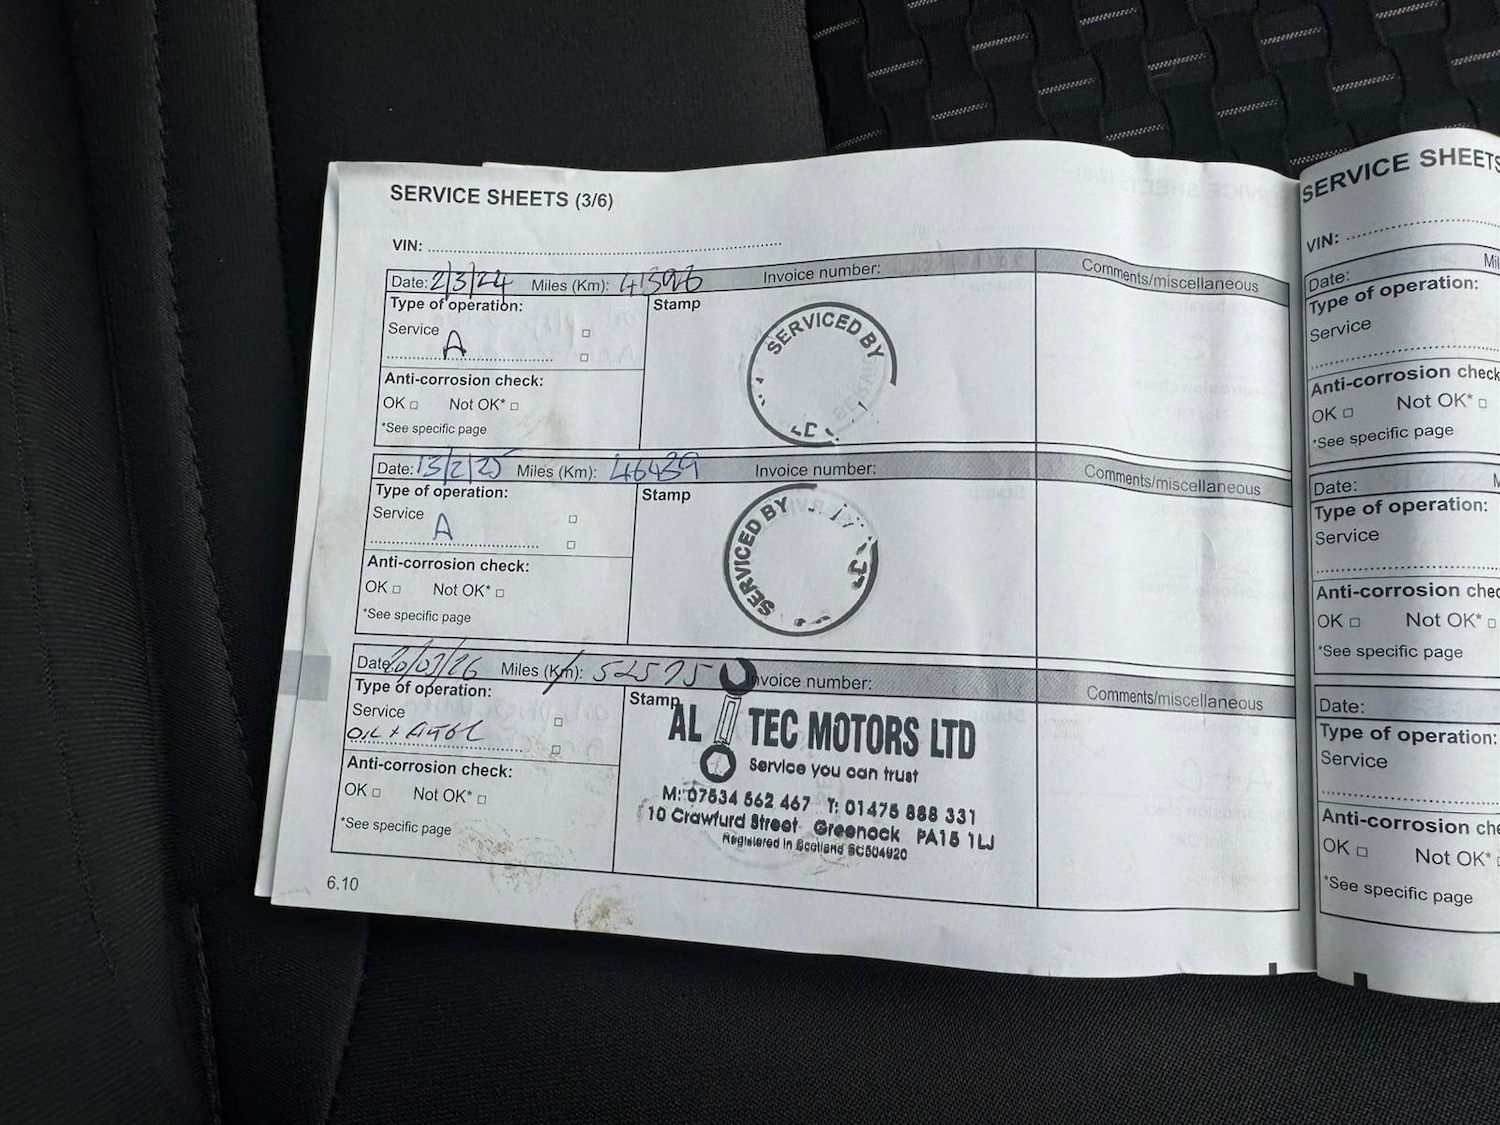 SERVICE SHEETS (3/6)
VIN:
Date: 2/3/24 Miles (Km): 41396 Invoice number: Comments/miscellaneous
Type of operation:
Stamp
Service
A
SERVICED BY
Anti-corrosion check:
OK □ Not OK* □
*See specific page
Date: 13/2/25 Miles (Km): 46439 Invoice number: Comments/miscellaneous
Type of operation:
Stamp
Service
A
SERVICED BY
Anti-corrosion check:
OK □ Not OK* □
*See specific page
Date 20/03/26 Miles (Km): 52575 Invoice number: Comments/miscellaneous
Type of operation:
Stamp
Service
OIL +
AL TEC MOTORS LTD
Service you can trust
M: 07534 562 467 T: 01475 888 331
10 Crawfurd Street Greenock PA15 1LJ
Registered in Scotland SC504920
Anti-corrosion check:
OK □ Not OK* □
*See specific page
6.10
SERVICE SHEETS
VIN:
Date:
Type of operation:
Service
Anti-corrosion check
OK □ Not OK* □
*See specific page
Date:
Type of operation:
Service
Anti-corrosion chec
OK □ Not OK* □
*See specific page
Date:
Type of operation:
Service
Anti-corrosion che
OK □ Not OK*
*See specific page